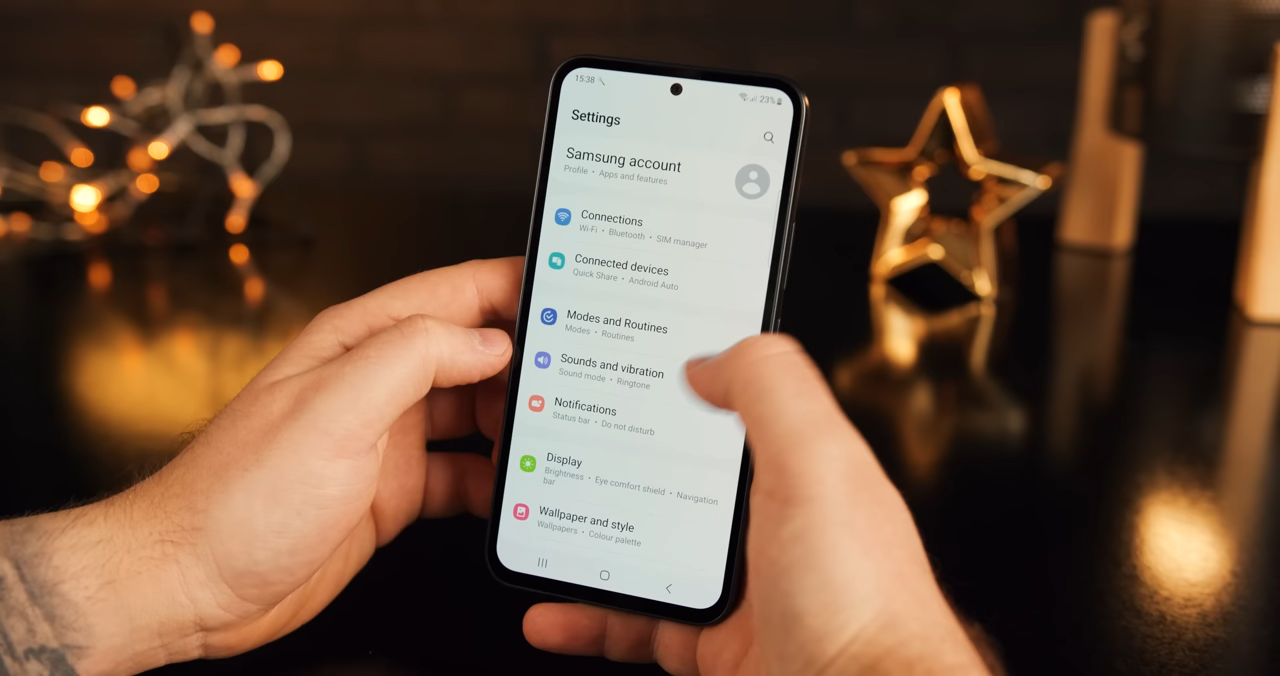 15:38
23%
Settings
Samsung account
Profile • Apps and features
Connections
Wi-Fi • Bluetooth • SIM manager
Connected devices
Quick Share • Android Auto
Modes and Routines
Modes • Routines
Sounds and vibration
Sound mode • Ringtone
Notifications
Status bar • Do not disturb
Display
Brightness • Eye comfort shield • Navigation
bar
Wallpaper and style
Wallpapers • Colour palette